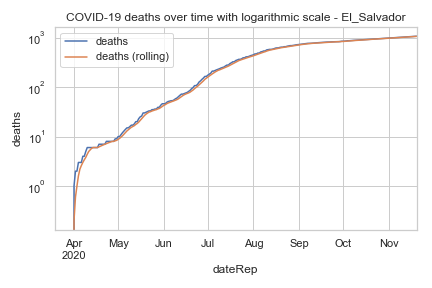 COVID-19 deaths over time with logarithmic scale - El_Salvador
deaths
deaths (rolling)
10³
10²
10¹
10⁰
deaths
Apr May Jun Jul Aug Sep Oct Nov
2020
dateRep